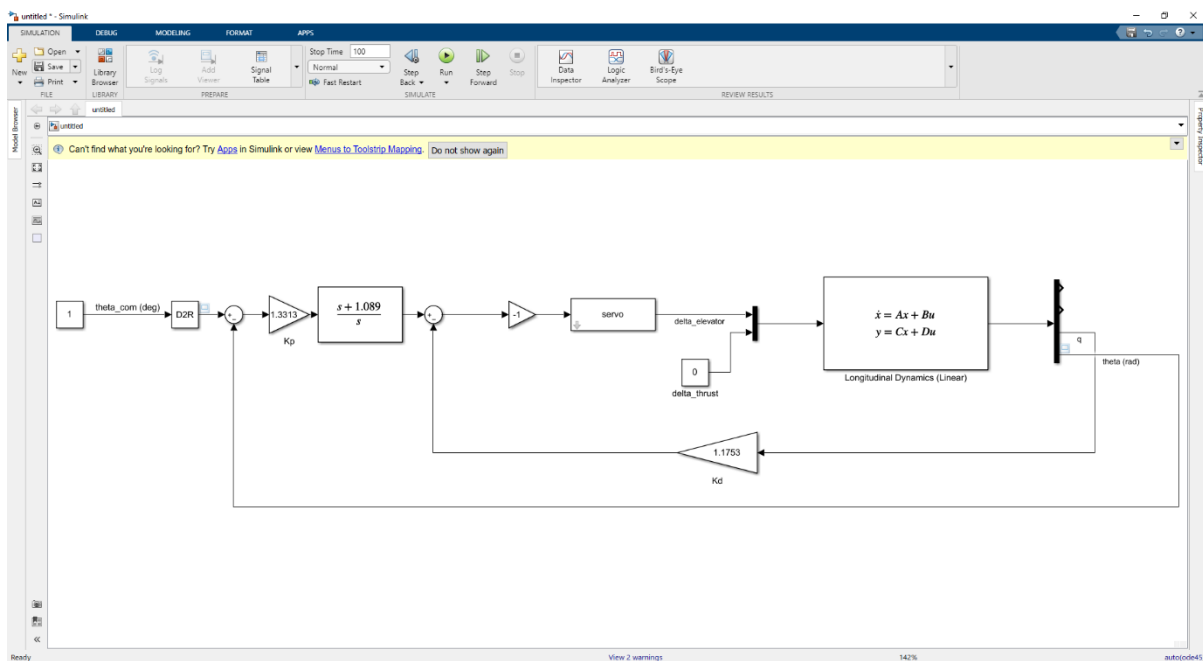 untitled * - Simulink
SIMULATION DEBUG MODELING FORMAT APPS
New
Open
Save
Print
FILE
Library
Browser
LIBRARY
Log
Signals
Add
Viewer
Signal
Table
PREPARE
Stop Time 100
Normal
Fast Restart
Step
Back
Run
Step
Forward
Stop
SIMULATE
Data
Inspector
Logic
Analyzer
Bird's-Eye
Scope
REVIEW RESULTS
Model Browser
untitled
untitled
Property Inspector
Can't find what you're looking for? Try Apps in Simulink or view Menus to Toolstrip Mapping. Do not show again
1
theta_com (deg)
D2R
1.3313
Kp
s + 1.089
s
-1
servo
delta_elevator
0
delta_thrust
ẋ = Ax + Bu
y = Cx + Du
Longitudinal Dynamics (Linear)
q
theta (rad)
1.1753
Kd
Ready View 2 warnings 142% auto(ode45